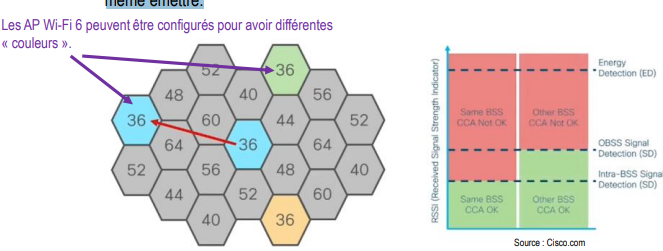 même émettre.
Les AP Wi-Fi 6 peuvent être configurés pour avoir différentes
« couleurs ».
52
36
48
40
56
36
60
44
52
64
36
64
52
56
48
40
44
52
60
40
36
RSSI (Received Signal Strength Indicator)
Same BSS
CCA Not OK
Other BSS
CCA Not OK
Same BSS
CCA OK
Other BSS
CCA OK
Energy
Detection (ED)
OBSS Signal
Detection (SD)
Intra-BSS Signal
Detection (SD)
Source : Cisco.com